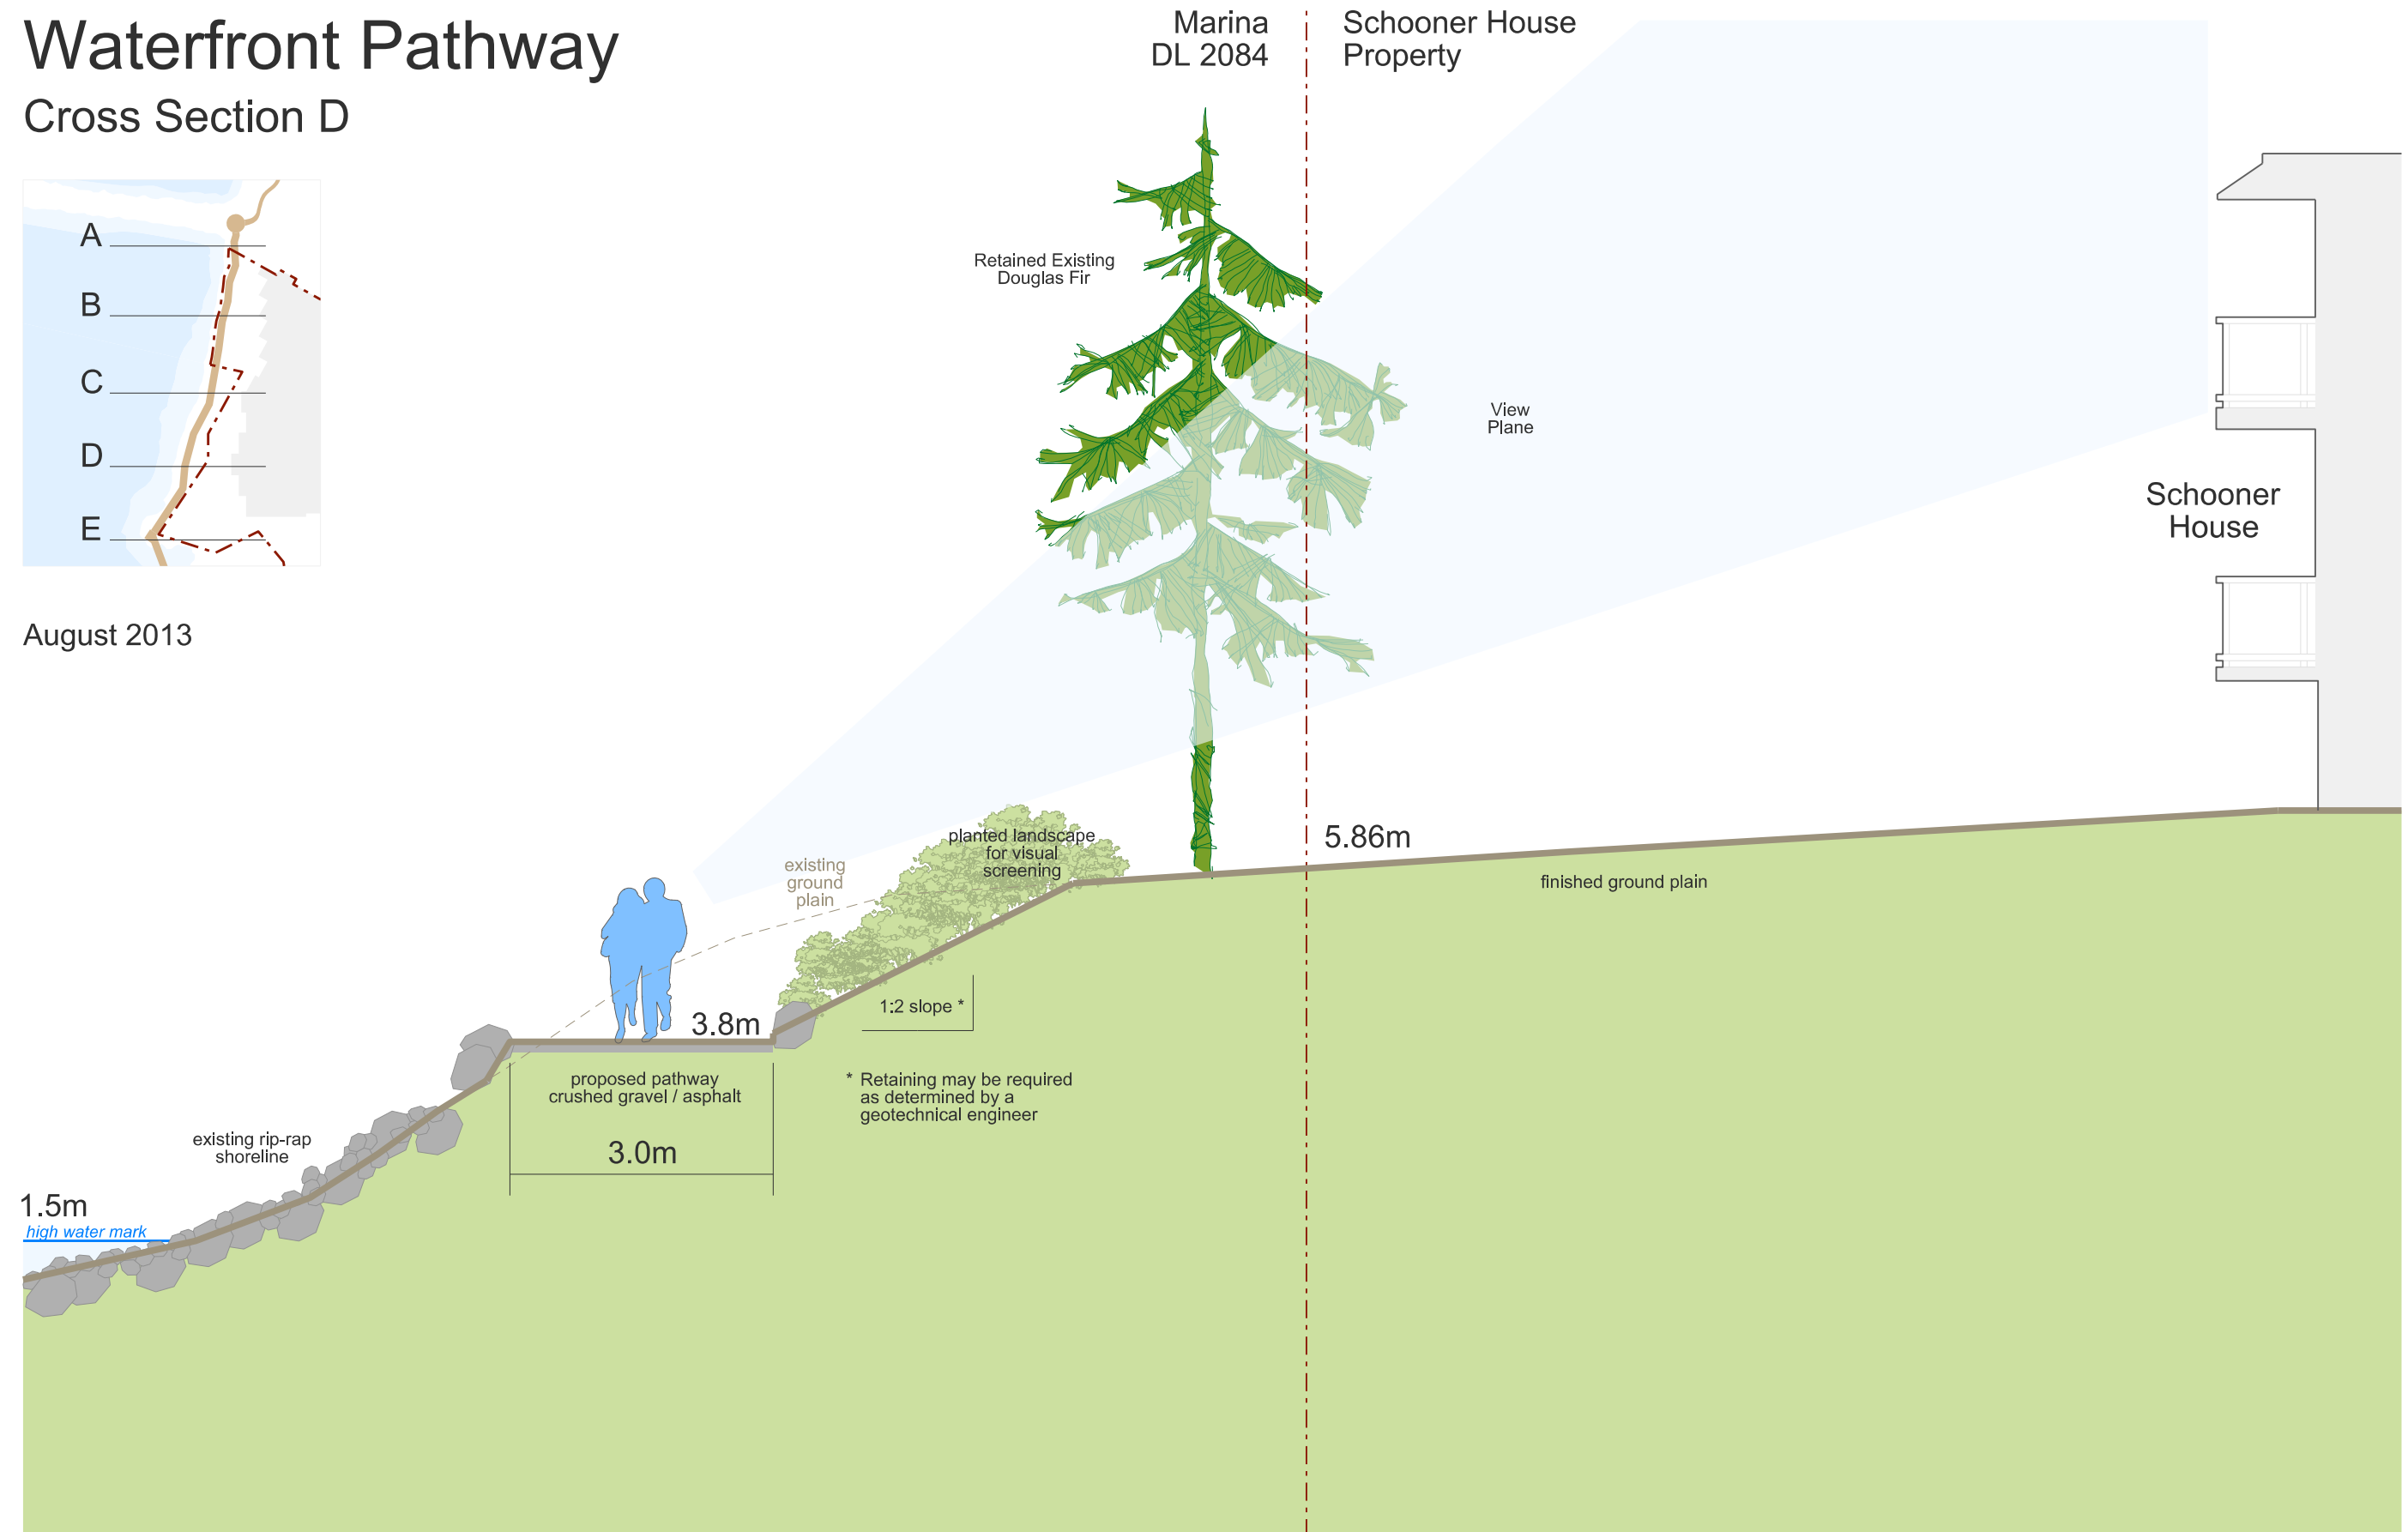 Waterfront Pathway
Cross Section D
Marina
DL 2084
Schooner House
Property
A
B
C
D
E
August 2013
Retained Existing
Douglas Fir
View
Plane
Schooner
House
planted landscape
for visual
screening
existing
ground
plain
5.86m
finished ground plain
3.8m
1:2 slope *
proposed pathway
crushed gravel / asphalt
3.0m
* Retaining may be required
as determined by a
geotechnical engineer
existing rip-rap
shoreline
1.5m
high water mark